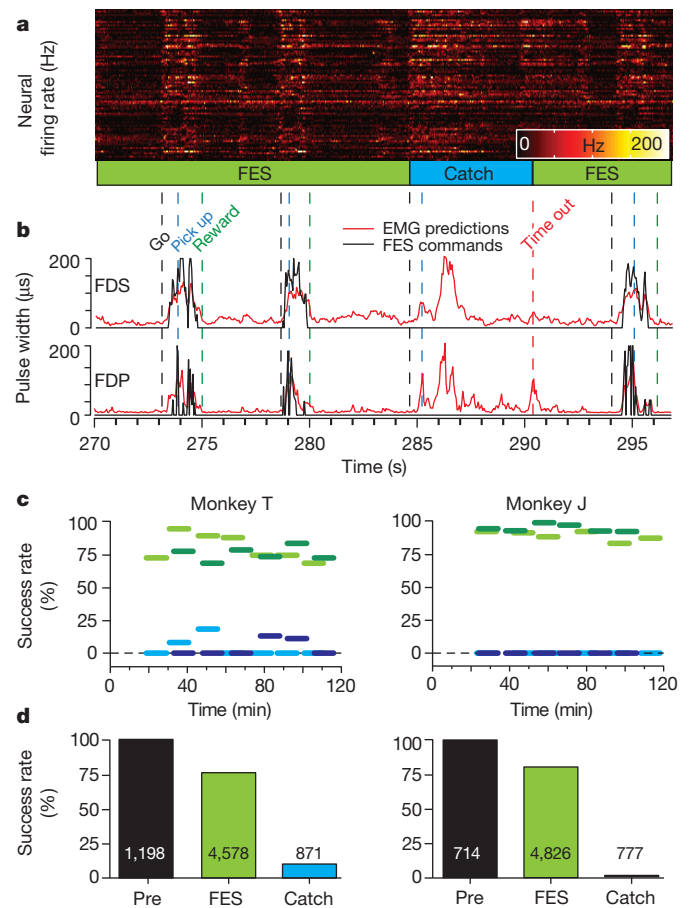 a
Neural
firing rate (Hz)
0 Hz 200
FES Catch FES
b
Go
Pick up
Reward
EMG predictions
FES commands
Time out
Pulse width (µs)
200
FDS
0
200
FDP
0
270 275 280 285 290 295
Time (s)
c
Monkey T
Success rate
(%)
100
75
50
25
0
0 40 80 120
Time (min)
Monkey J
100
75
50
25
0
0 40 80 120
Time (min)
d
Success rate
(%)
100
75
50
25
0
1,198 4,578 871
Pre FES Catch
100
75
50
25
0
714 4,826 777
Pre FES Catch